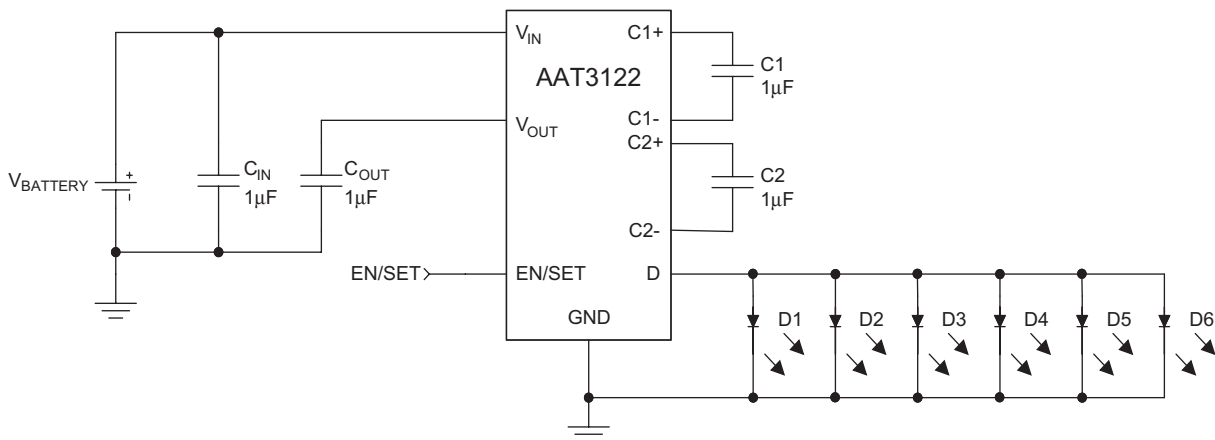 V_IN
C1+
AAT3122
C1
1μF
C1-
V_OUT
C2+
V_BATTERY
+
-
C_IN
1μF
C_OUT
1μF
C2
1μF
C2-
EN/SET
EN/SET
D
GND
D1
D2
D3
D4
D5
D6